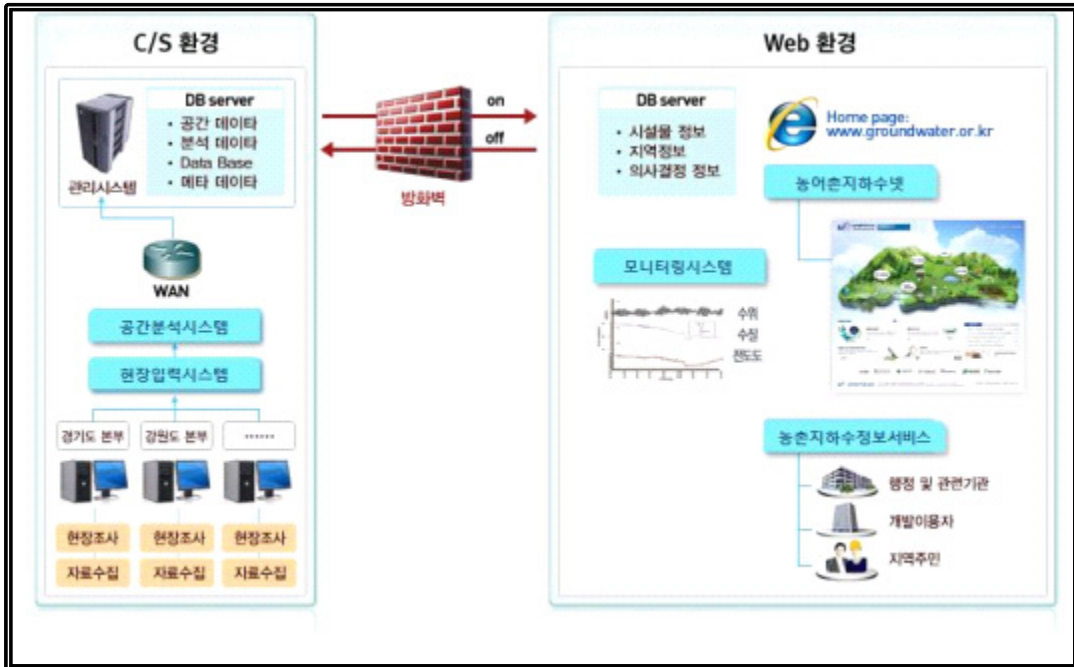 C/S 환경
DB server
• 공간 데이타
• 분석 데이타
• Data Base
• 메타 데이타
관리시스템
WAN
공간분석시스템
현장입력시스템
경기도 본부
강원도 본부
······
현장조사
현장조사
현장조사
자료수집
자료수집
자료수집
on
off
방화벽
Web 환경
DB server
• 시설물 정보
• 지역정보
• 의사결정 정보
Home page:
www.groundwater.or.kr
농어촌지하수넷
모니터링시스템
수위
수질
전도도
농촌지하수정보서비스
행정 및 관련기관
개발이용자
지역주민